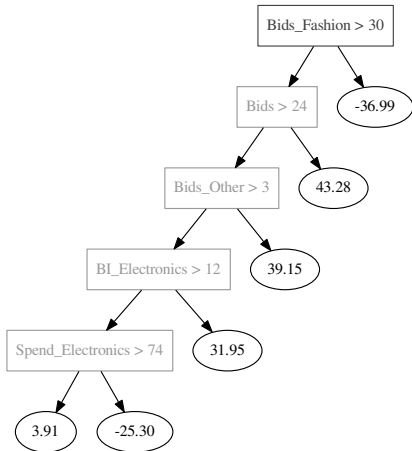 Bids_Fashion > 30
Bids > 24
-36.99
Bids_Other > 3
43.28
BI_Electronics > 12
39.15
Spend_Electronics > 74
31.95
3.91
-25.30